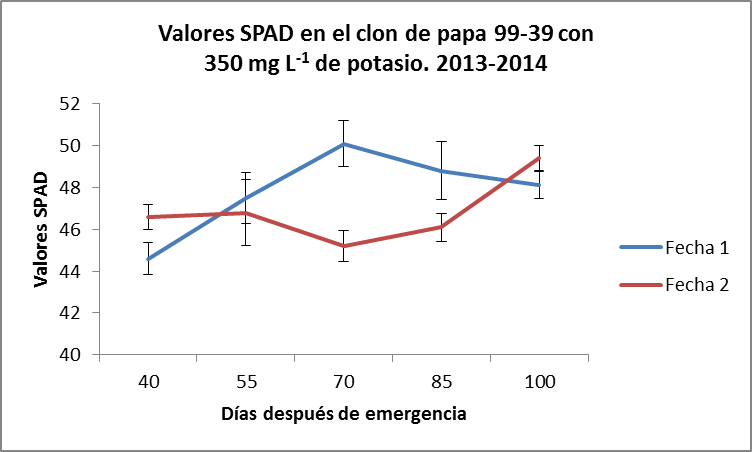 Valores SPAD en el clon de papa 99-39 con
350 mg L-1 de potasio. 2013-2014
52
50
48
46
44
42
40
Valores SPAD
40 55 70 85 100
Días después de emergencia
Fecha 1
Fecha 2